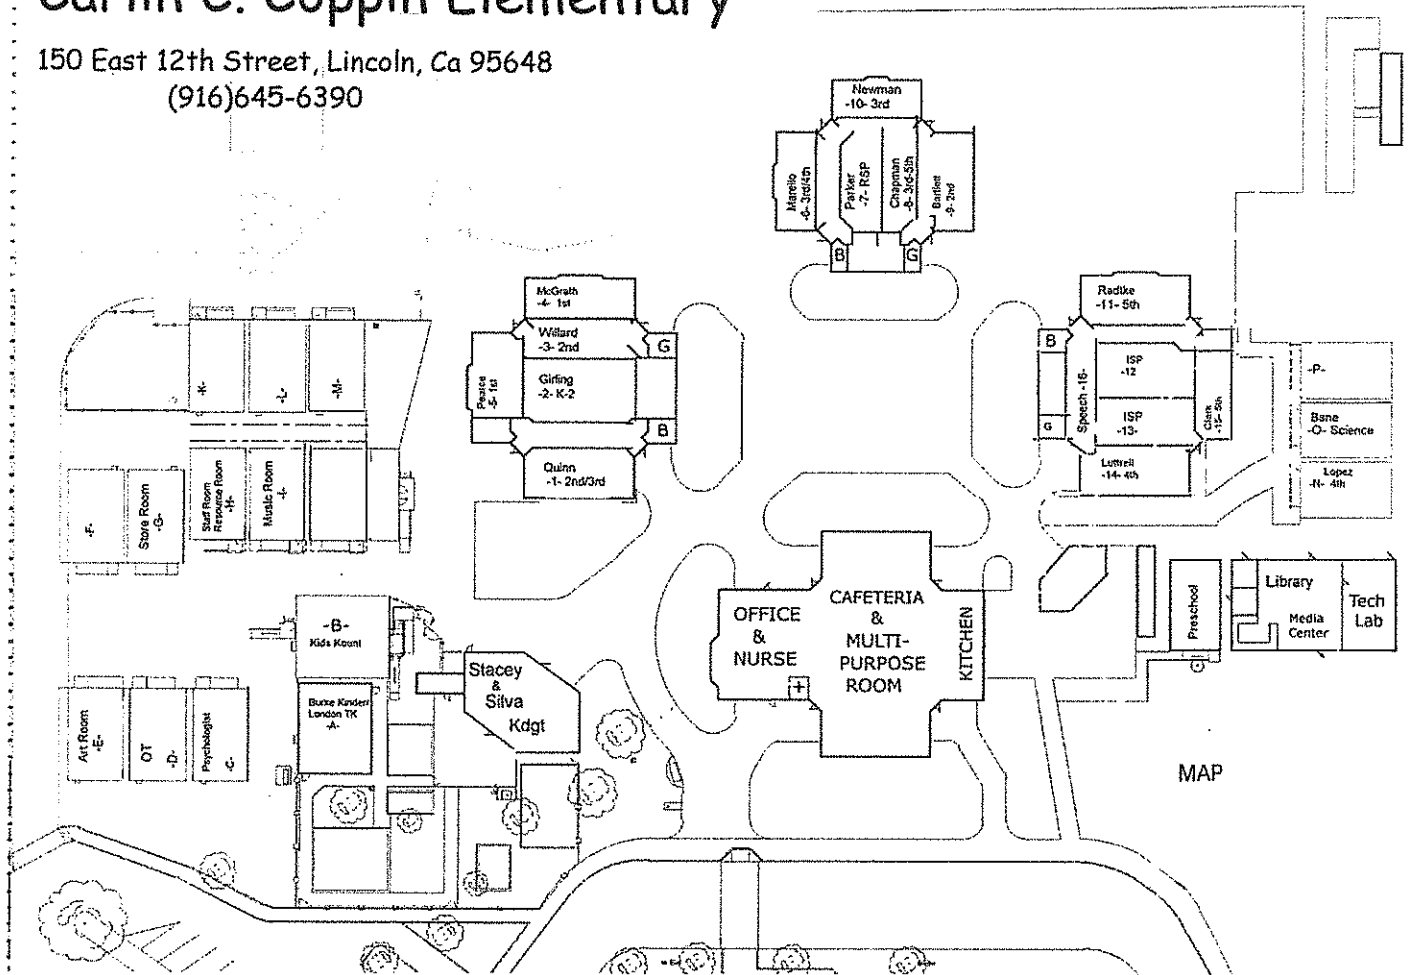 Carlin C. Coppin Elementary
150 East 12th Street, Lincoln, Ca 95648
(916)645-6390
Newman
-10- 3rd
Marello
-6- 3rd/4th
Parker
-7- RSP
Chapman
-8- 3rd-5th
Bartlett
-9- 2nd
B
G
McGrath
-4- 1st
Willard
-3- 2nd
G
Pearce
-5- 1st
Girling
-2- K-2
B
Quinn
-1- 2nd/3rd
Radtke
-11- 5th
B
ISP
-12
Speech -16-
ISP
-13-
Clark
-15- 5th
G
Luttrell
-14- 4th
-P-
Bane
-O- Science
Lopez
-N- 4th
-K-
-L-
-M-
-F-
Store Room
-G-
Staff Room
Resource Room
-H-
Music Room
-I-
-B-
Kids Kount
Burke Kinder/
London TK
-A-
Stacey
&
Silva
Kdgt
Art Room
-E-
OT
-D-
Psychologist
-C-
OFFICE
&
NURSE
+
CAFETERIA
&
MULTI-
PURPOSE
ROOM
KITCHEN
Preschool
Library
Media
Center
Tech
Lab
MAP